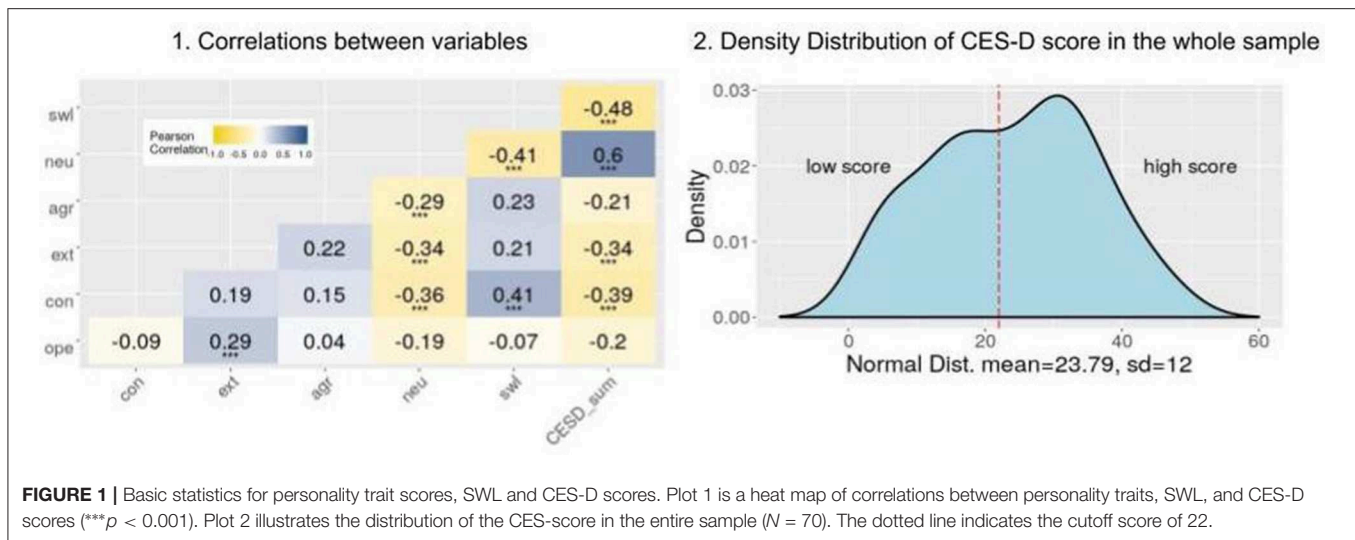 1. Correlations between variables
swl
neu
agr
ext
con
ope
Pearson
Correlation
-1.0 -0.5 0.0 0.5 1.0
-0.48
***
-0.41 0.6
*** ***
-0.29 0.23 -0.21
***
0.22 -0.34 0.21 -0.34
*** ***
0.19 0.15 -0.36 0.41 -0.39
*** *** ***
-0.09 0.29 0.04 -0.19 -0.07 -0.2
***
con ext agr neu swl CESD_sum
2. Density Distribution of CES-D score in the whole sample
Density
0.03
0.02
0.01
0.00
low score high score
0 20 40 60
Normal Dist. mean=23.79, sd=12
FIGURE 1 | Basic statistics for personality trait scores, SWL and CES-D scores. Plot 1 is a heat map of correlations between personality traits, SWL, and CES-D
scores (***p < 0.001). Plot 2 illustrates the distribution of the CES-score in the entire sample (N = 70). The dotted line indicates the cutoff score of 22.